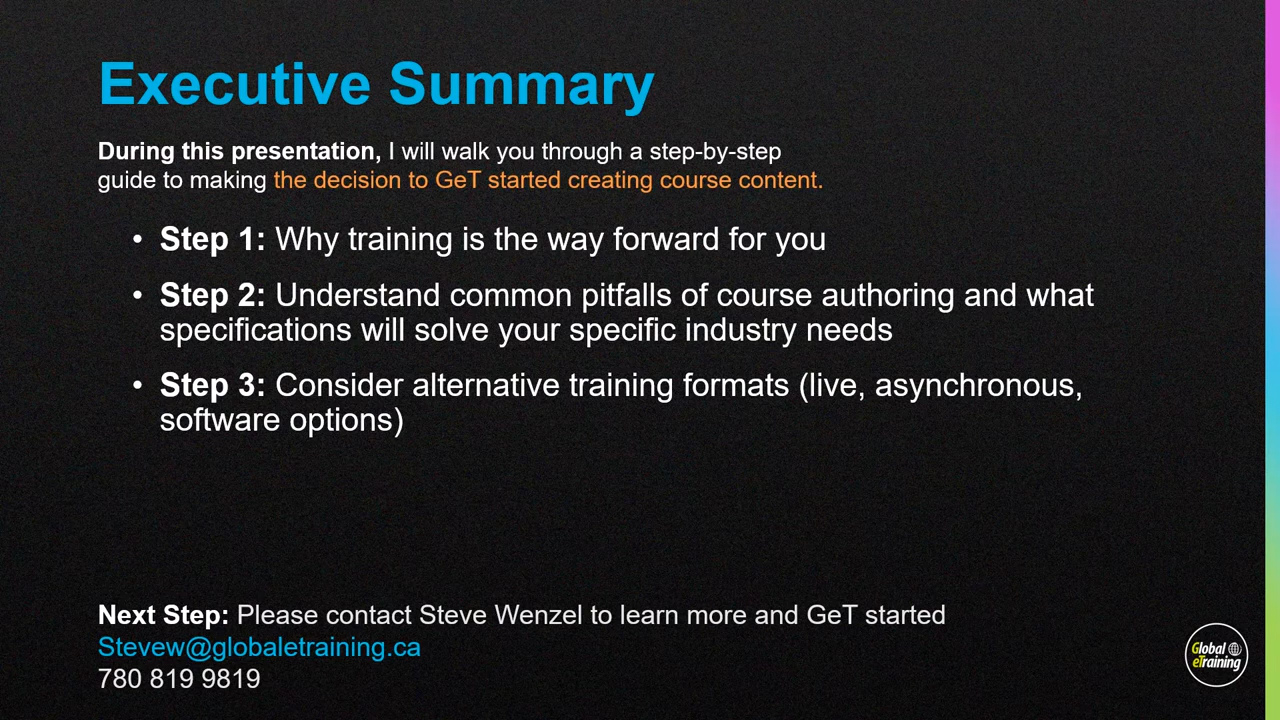 Executive Summary
During this presentation, I will walk you through a step-by-step
guide to making the decision to GeT started creating course content.
• Step 1: Why training is the way forward for you
• Step 2: Understand common pitfalls of course authoring and what
specifications will solve your specific industry needs
• Step 3: Consider alternative training formats (live, asynchronous,
software options)
Next Step: Please contact Steve Wenzel to learn more and GeT started
Stevew@globaletraining.ca
780 819 9819
Global
eTraining